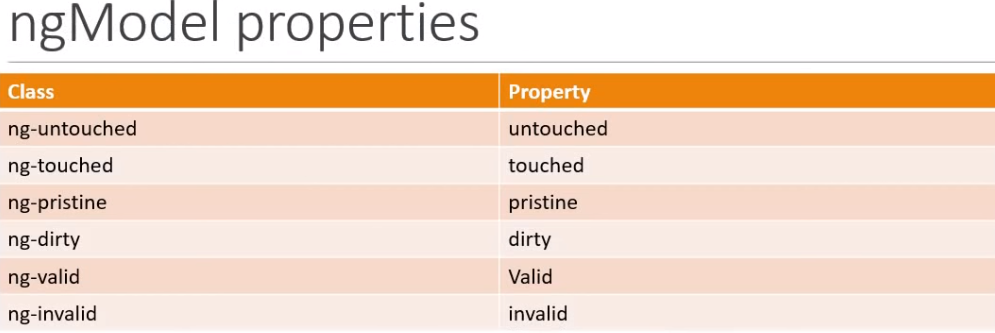 ngModel properties
Class Property
ng-untouched untouched
ng-touched touched
ng-pristine pristine
ng-dirty dirty
ng-valid Valid
ng-invalid invalid